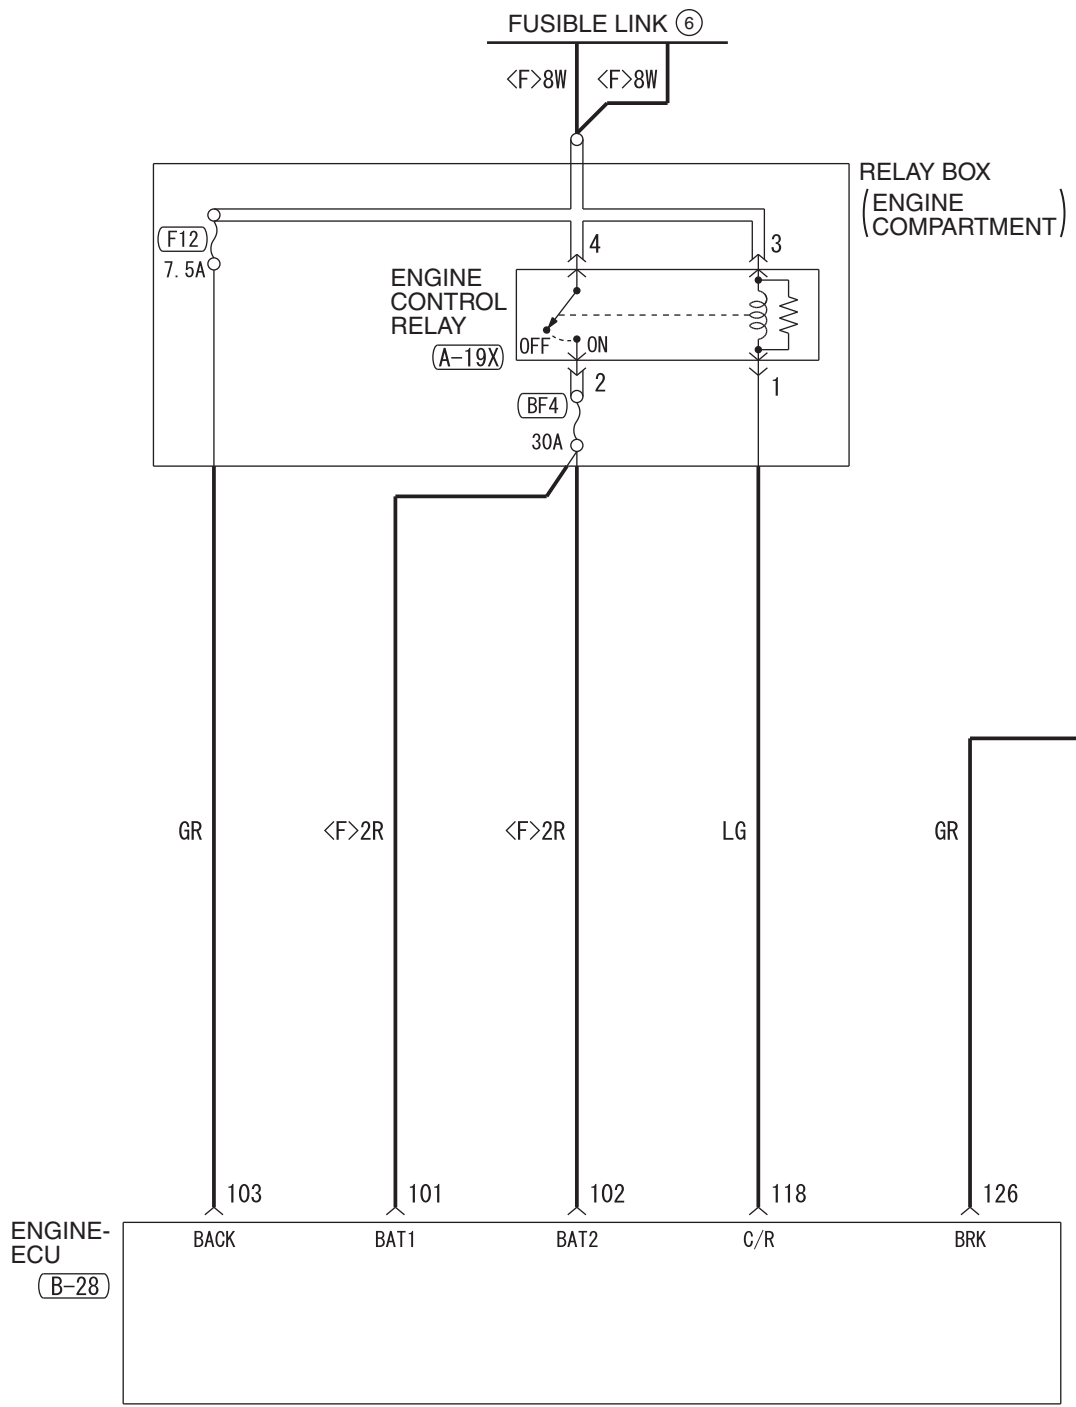 FUSIBLE LINK ⑥
<F>8W <F>8W
RELAY BOX
(ENGINE
COMPARTMENT)
F12
7.5A
4
3
ENGINE
CONTROL
RELAY
A-19X
OFF
ON
2
1
BF4
30A
GR
<F>2R
<F>2R
LG
GR
103
101
102
118
126
ENGINE-
ECU
B-28
BACK
BAT1
BAT2
C/R
BRK